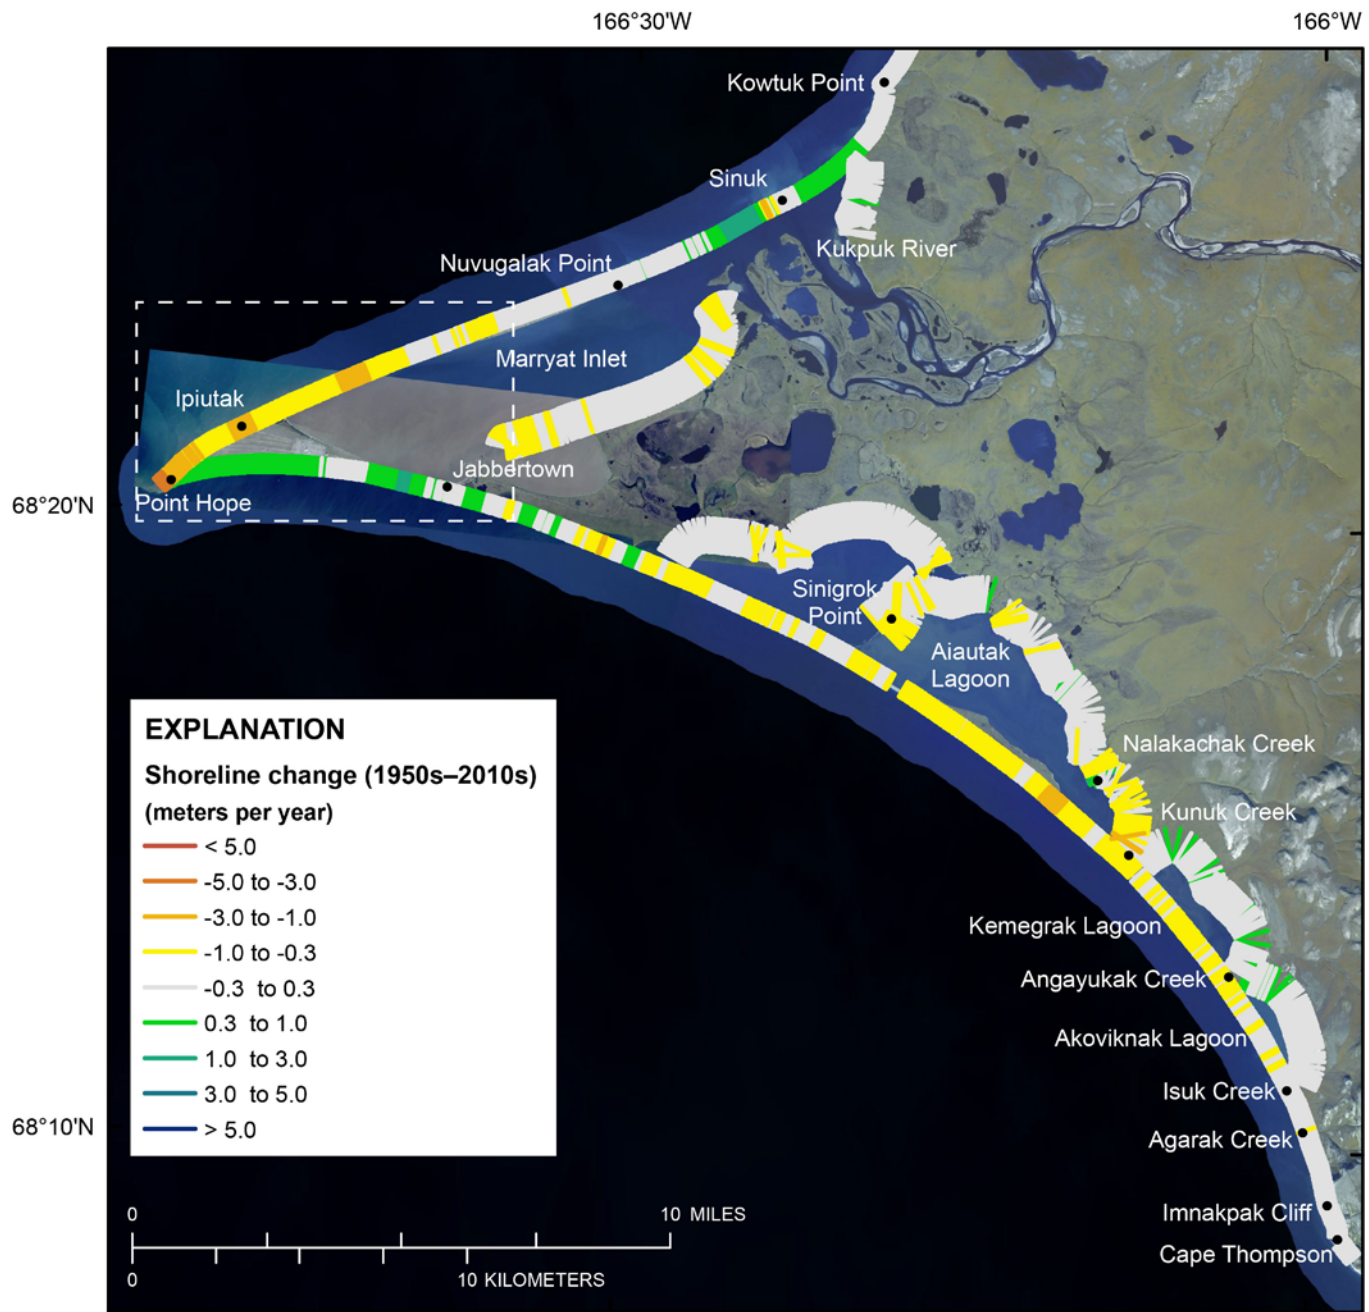 166°30'W
166°W
Kowtuk Point
Sinuk
Kukpuk River
Nuvugalak Point
Marryat Inlet
Ipiutak
Jabbertown
Point Hope
68°20'N
Sinigrok
Point
Aiautak
Lagoon
Nalakachak Creek
Kunuk Creek
Kemegrak Lagoon
Angayukak Creek
Akoviknak Lagoon
Isuk Creek
Agarak Creek
Imnakpak Cliff
Cape Thompson
68°10'N
EXPLANATION
Shoreline change (1950s–2010s)
(meters per year)
< 5.0
-5.0 to -3.0
-3.0 to -1.0
-1.0 to -0.3
-0.3 to 0.3
0.3 to 1.0
1.0 to 3.0
3.0 to 5.0
> 5.0
0 10 MILES
0 10 KILOMETERS